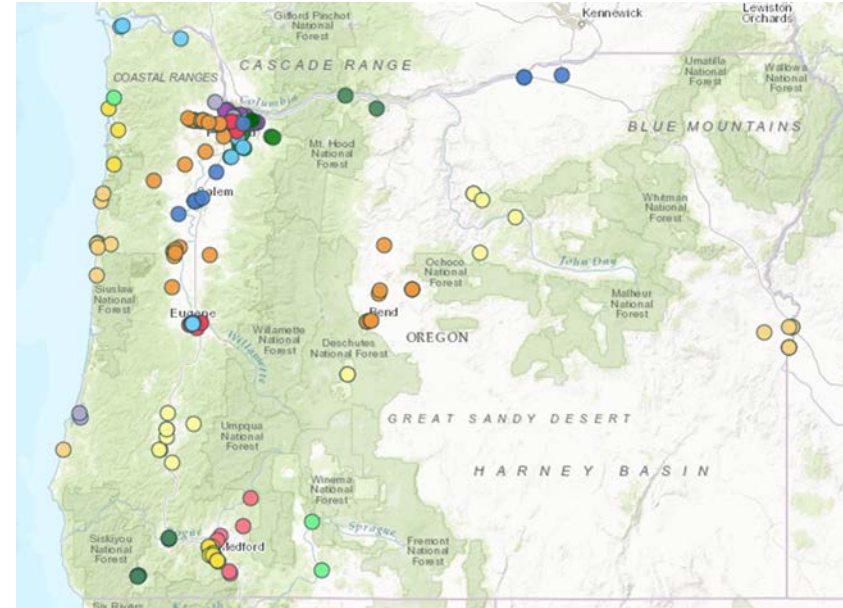 Gifford Pinchot
National
Forest
Kennewick
Lewiston
Orchards
CASCADE RANGE
COASTAL RANGES
Umatilla
National
Forest
Wallowa
National
Forest
Columbia
BLUE MOUNTAINS
Mt. Hood
National
Forest
Salem
Whitman
National
Forest
Ochoco
National
Forest
John Day
Siuslaw
National
Forest
Malheur
National
Forest
Eugene
Bend
Willamette
Willamette
National
Forest
Deschutes
National Forest
OREGON
GREAT SANDY DESERT
Umpqua
National
Forest
HARNEY BASIN
Winema
National
Forest
Siskiyou
National
Forest
Rogue
Medford
Sprague
Fremont
National
Forest
Six Rivers